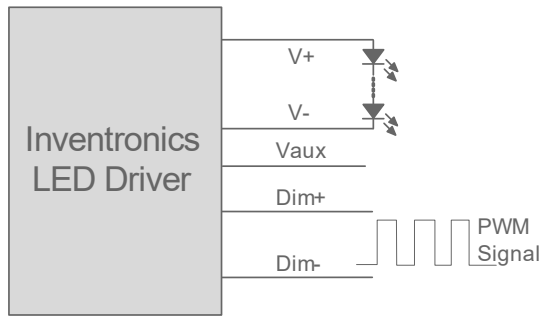 Inventronics
LED Driver
V+
V-
Vaux
Dim+
Dim-
PWM
Signal